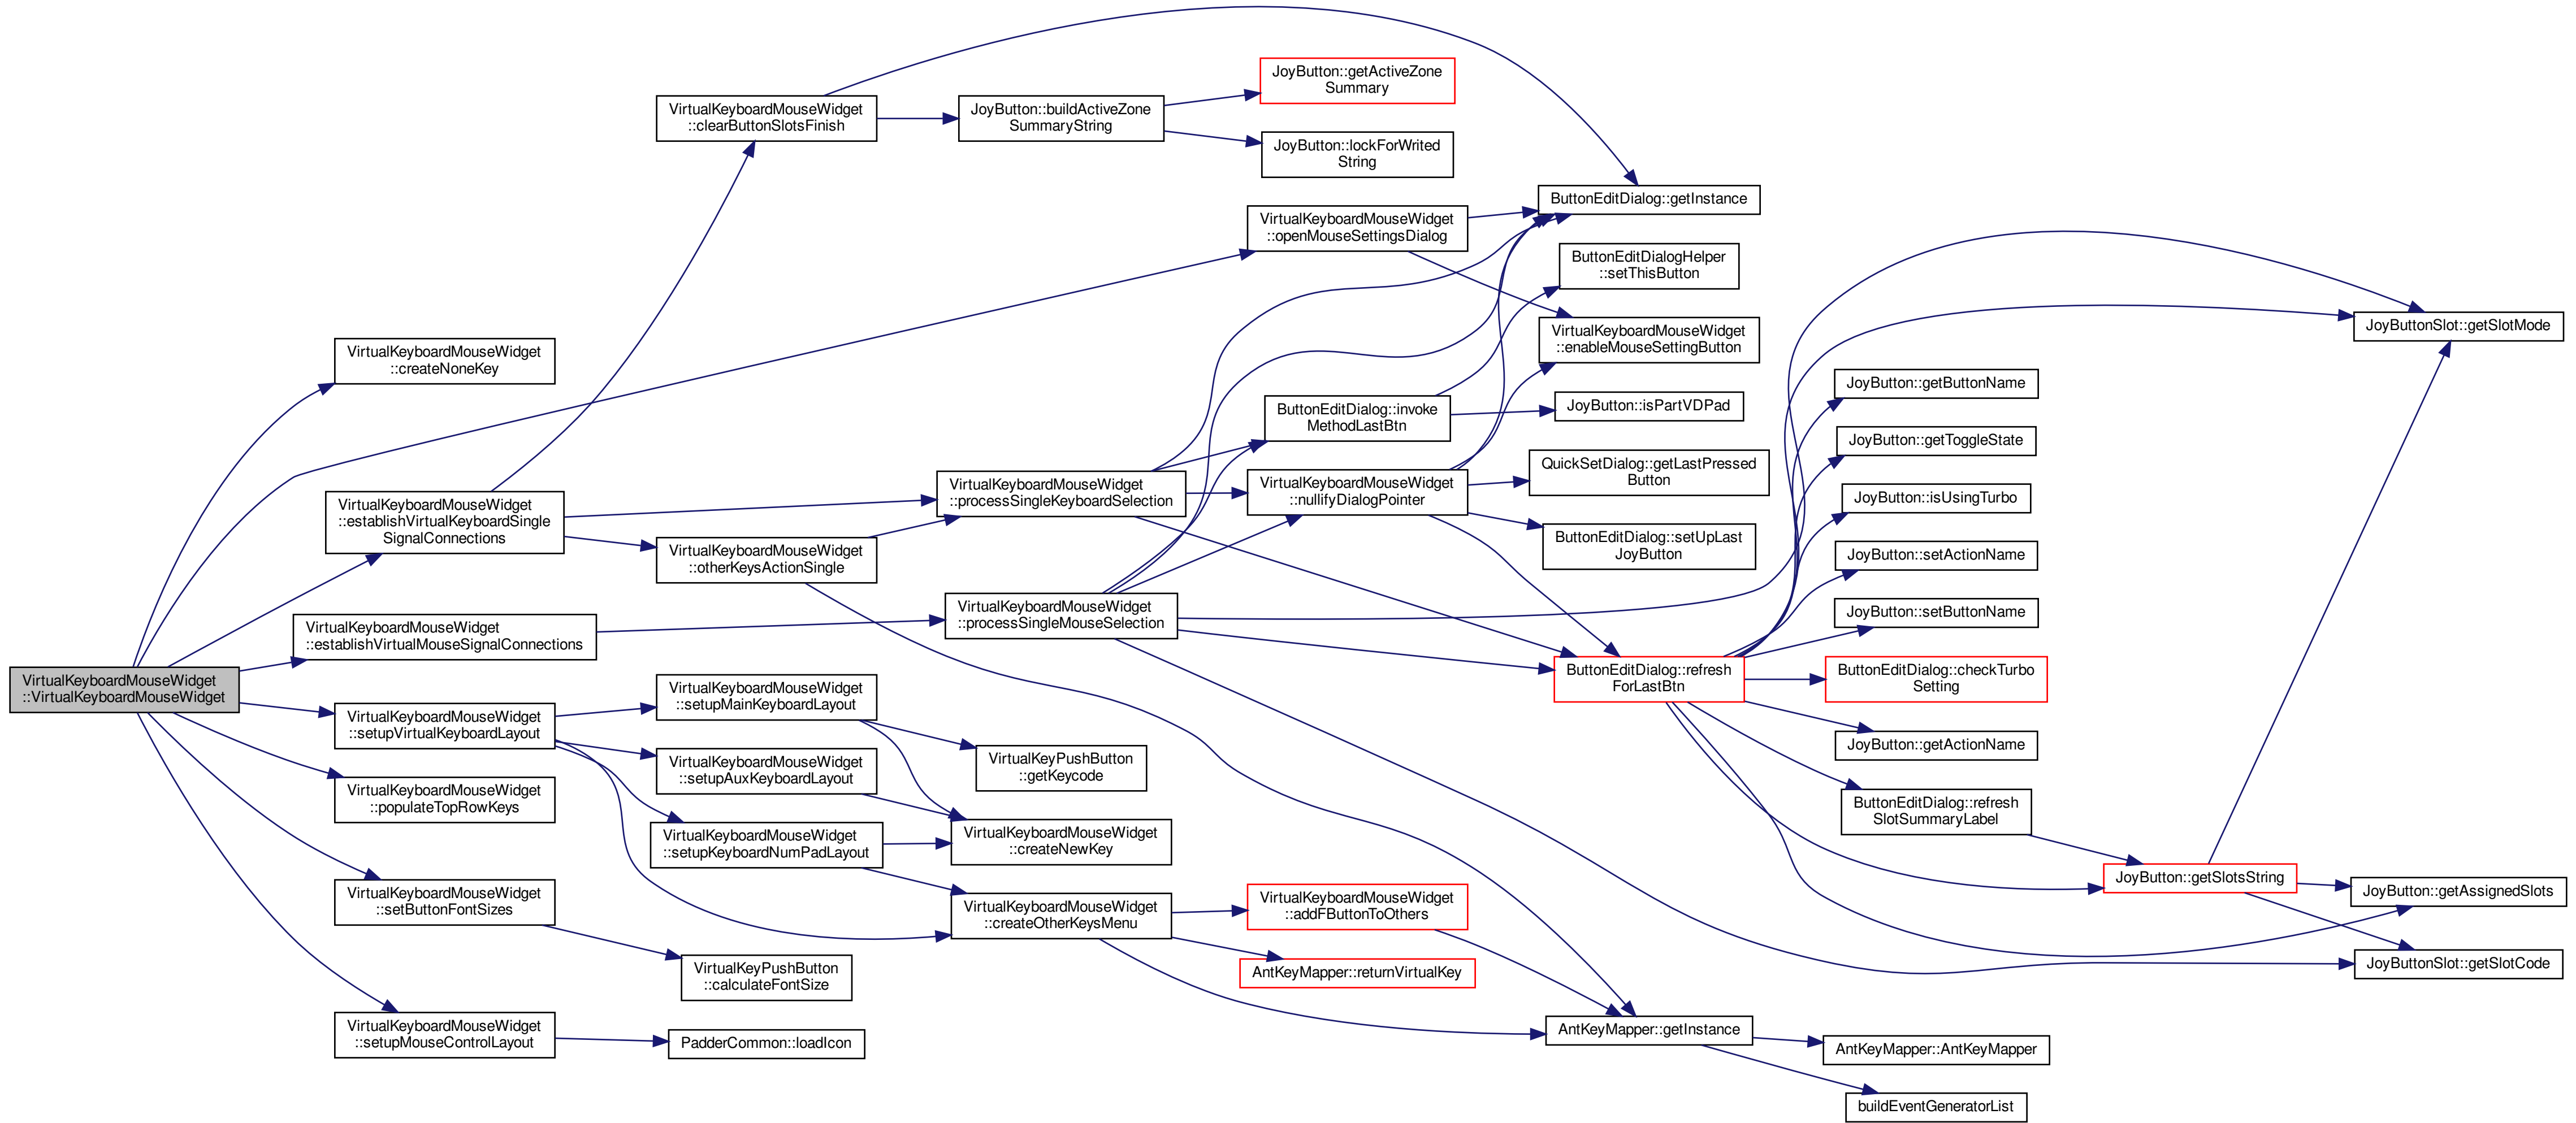 VirtualKeyboardMouseWidget
::VirtualKeyboardMouseWidget
VirtualKeyboardMouseWidget
::createNoneKey
VirtualKeyboardMouseWidget
::establishVirtualKeyboardSingle
SignalConnections
VirtualKeyboardMouseWidget
::establishVirtualMouseSignalConnections
VirtualKeyboardMouseWidget
::setupVirtualKeyboardLayout
VirtualKeyboardMouseWidget
::populateTopRowKeys
VirtualKeyboardMouseWidget
::setButtonFontSizes
VirtualKeyboardMouseWidget
::setupMouseControlLayout
VirtualKeyboardMouseWidget
::clearButtonSlotsFinish
VirtualKeyboardMouseWidget
::otherKeysActionSingle
VirtualKeyboardMouseWidget
::setupMainKeyboardLayout
VirtualKeyboardMouseWidget
::setupAuxKeyboardLayout
VirtualKeyboardMouseWidget
::setupKeyboardNumPadLayout
VirtualKeyPushButton
::calculateFontSize
PadderCommon::loadIcon
JoyButton::buildActiveZone
SummaryString
VirtualKeyboardMouseWidget
::processSingleKeyboardSelection
VirtualKeyboardMouseWidget
::processSingleMouseSelection
VirtualKeyPushButton
::getKeycode
VirtualKeyboardMouseWidget
::createNewKey
VirtualKeyboardMouseWidget
::createOtherKeysMenu
JoyButton::getActiveZone
Summary
JoyButton::lockForWrited
String
VirtualKeyboardMouseWidget
::openMouseSettingsDialog
ButtonEditDialog::invoke
MethodLastBtn
VirtualKeyboardMouseWidget
::nullifyDialogPointer
VirtualKeyboardMouseWidget
::addFButtonToOthers
AntKeyMapper::returnVirtualKey
ButtonEditDialog::getInstance
ButtonEditDialogHelper
::setThisButton
VirtualKeyboardMouseWidget
::enableMouseSettingButton
JoyButton::isPartVDPad
QuickSetDialog::getLastPressed
Button
ButtonEditDialog::setUpLast
JoyButton
ButtonEditDialog::refresh
ForLastBtn
AntKeyMapper::getInstance
JoyButton::getButtonName
JoyButton::getToggleState
JoyButton::isUsingTurbo
JoyButton::setActionName
JoyButton::setButtonName
ButtonEditDialog::checkTurbo
Setting
JoyButton::getActionName
ButtonEditDialog::refresh
SlotSummaryLabel
AntKeyMapper::AntKeyMapper
buildEventGeneratorList
JoyButton::getSlotsString
JoyButtonSlot::getSlotMode
JoyButton::getAssignedSlots
JoyButtonSlot::getSlotCode